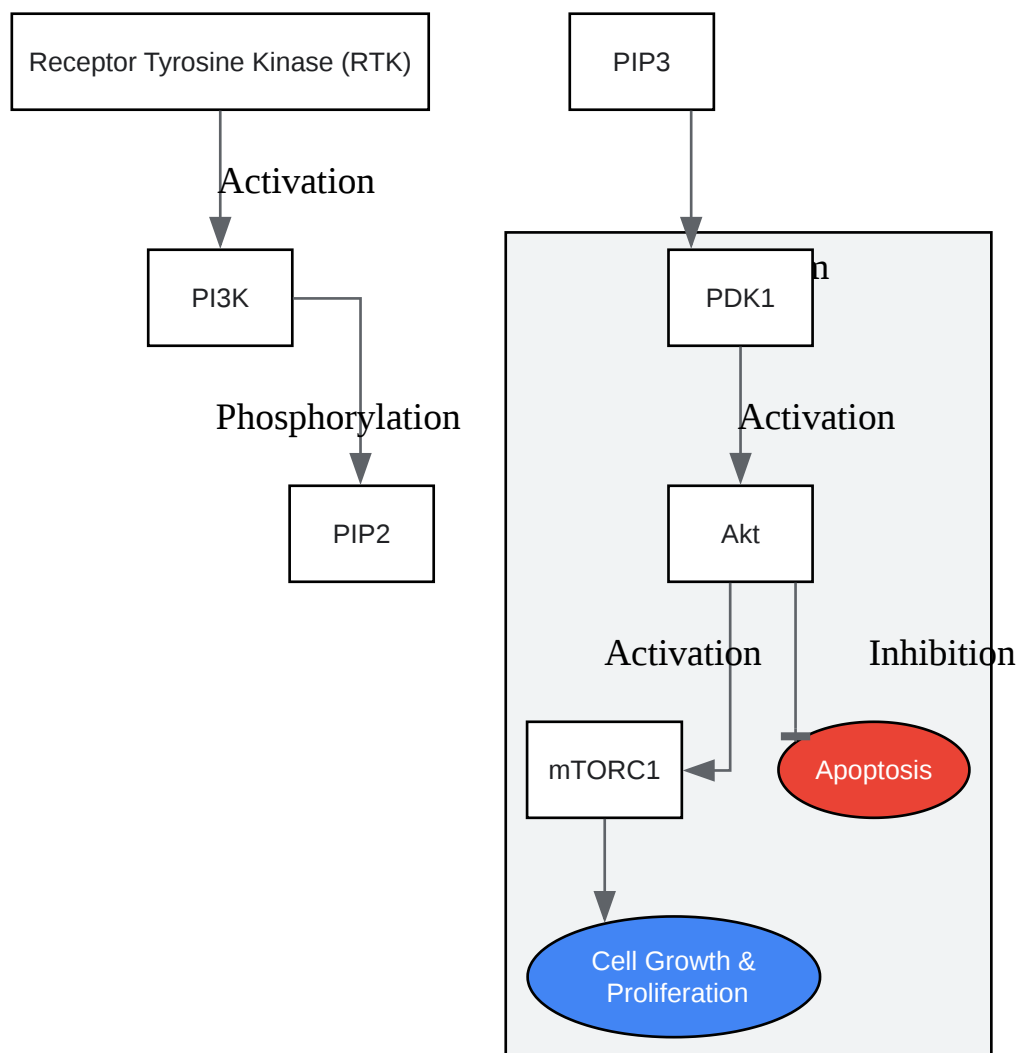 Receptor Tyrosine Kinase (RTK)
PIP3
Activation
PI3K
PDK1
Phosphorylation
Activation
PIP2
Akt
Activation
Inhibition
mTORC1
Apoptosis
Cell Growth &
Proliferation